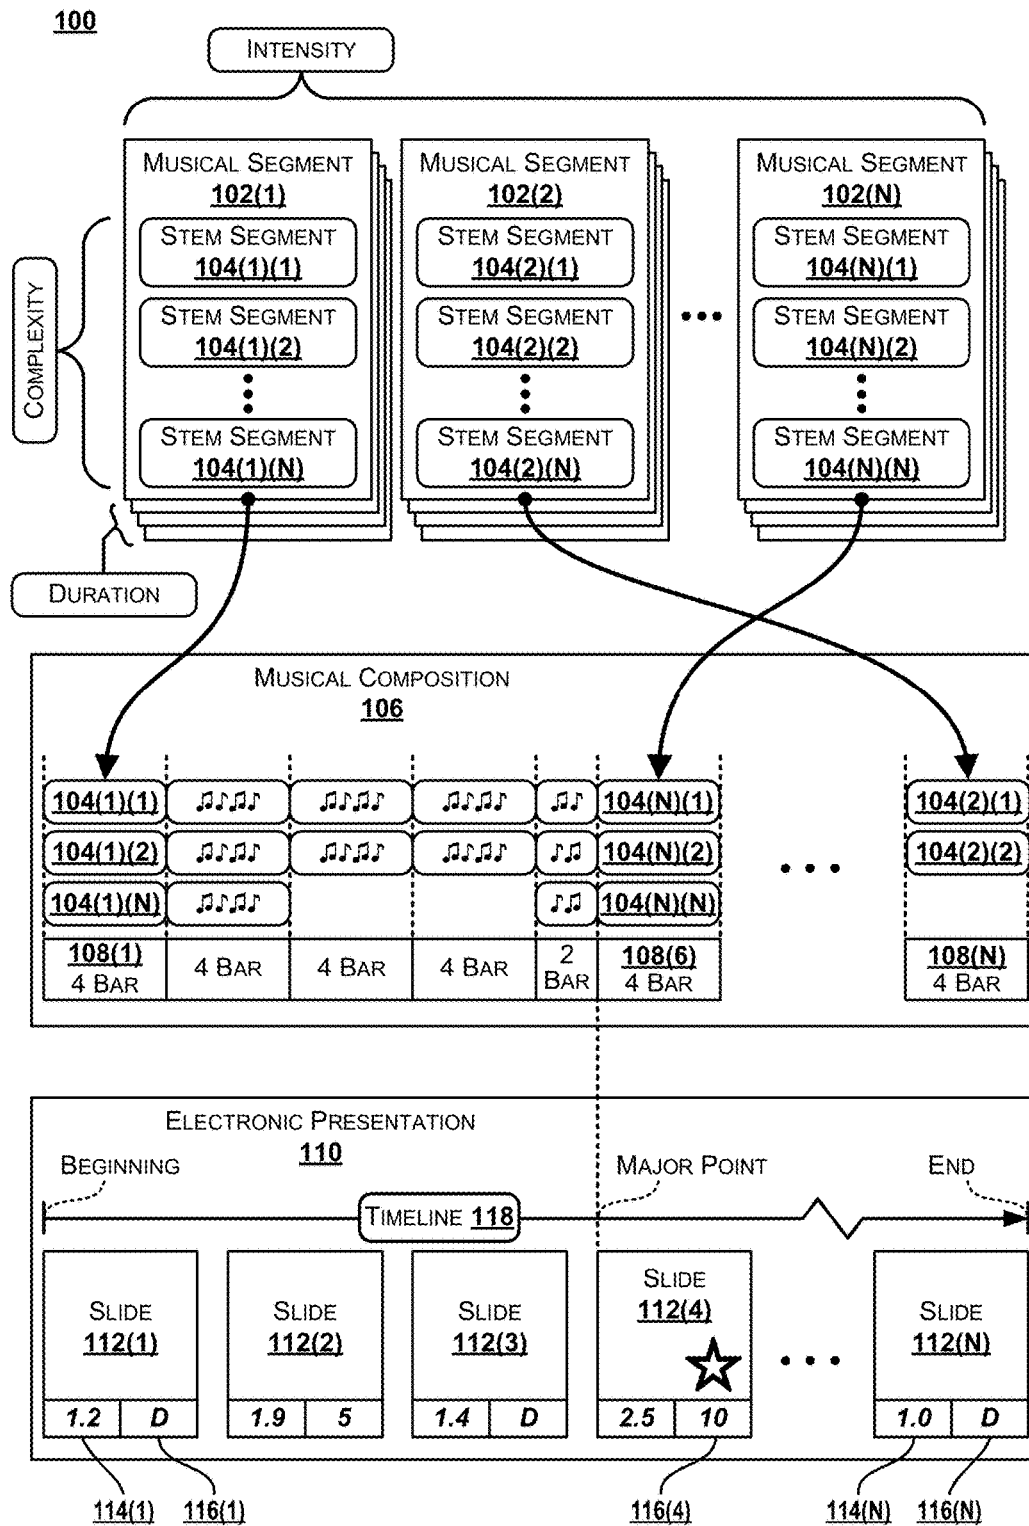 100
INTENSITY
MUSICAL SEGMENT MUSICAL SEGMENT MUSICAL SEGMENT
102(1) 102(2) 102(N)
STEM SEGMENT STEM SEGMENT STEM SEGMENT
104(1)(1) 104(2)(1) 104(N)(1)
STEM SEGMENT STEM SEGMENT STEM SEGMENT
104(1)(2) 104(2)(2) 104(N)(2)
STEM SEGMENT STEM SEGMENT STEM SEGMENT
104(1)(N) 104(2)(N) 104(N)(N)
COMPLEXITY
DURATION
MUSICAL COMPOSITION
106
104(1)(1) 104(N)(1) 104(2)(1)
104(1)(2) 104(N)(2) 104(2)(2)
104(1)(N) 104(N)(N)
108(1) 4 BAR 4 BAR 4 BAR 2 108(6) 108(N)
4 BAR BAR 4 BAR 4 BAR
ELECTRONIC PRESENTATION
110
BEGINNING MAJOR POINT END
TIMELINE 118
SLIDE SLIDE SLIDE SLIDE SLIDE
112(1) 112(2) 112(3) 112(4) 112(N)
1.2 D 1.9 5 1.4 D 2.5 10 1.0 D
114(1) 116(1) 116(4) 114(N) 116(N)